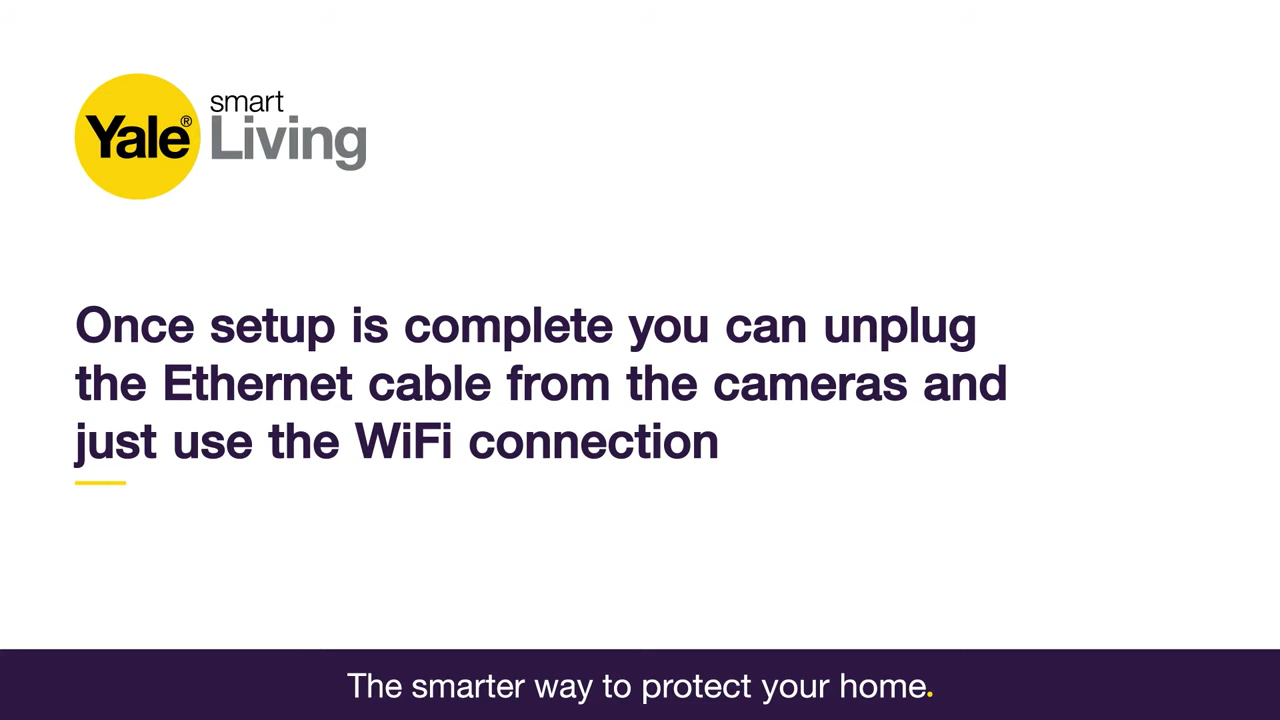 Yale®
smart
Living
Once setup is complete you can unplug
the Ethernet cable from the cameras and
just use the WiFi connection
The smarter way to protect your home.